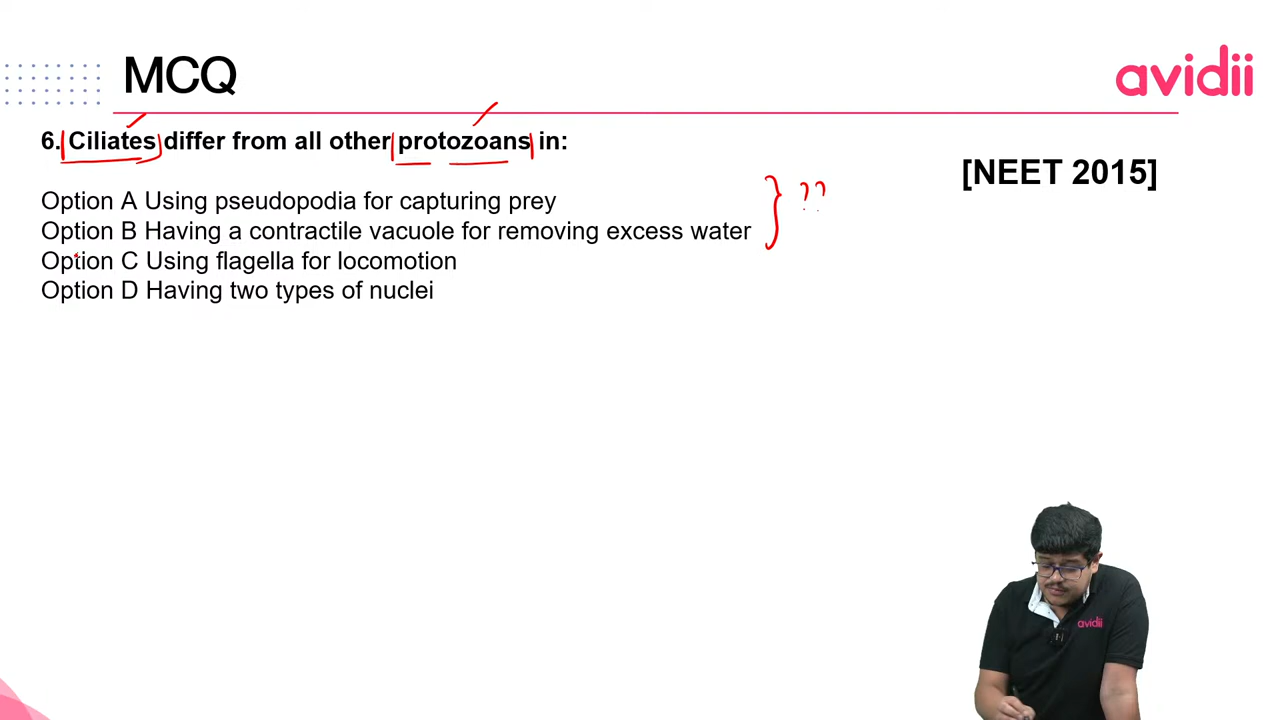 MCQ
avidii
6. Ciliates differ from all other protozoans in:
[NEET 2015]
Option A Using pseudopodia for capturing prey
Option B Having a contractile vacuole for removing excess water
??
Option C Using flagella for locomotion
Option D Having two types of nuclei
avidii